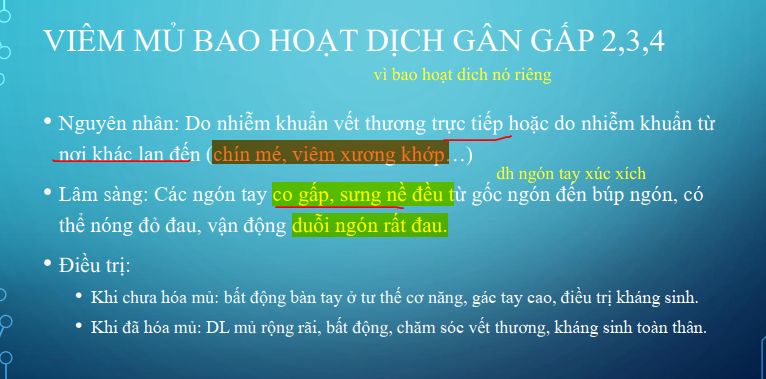 VIÊM MỦ BAO HOẠT DỊCH GÂN GẤP 2,3,4
vì bao hoạt dich nó riêng
• Nguyên nhân: Do nhiễm khuẩn vết thương trực tiếp hoặc do nhiễm khuẩn từ
nơi khác lan đến (chín mé, viêm xương khớp…)
dh ngón tay xúc xích
• Lâm sàng: Các ngón tay co gấp, sưng nề đều từ gốc ngón đến búp ngón, có
thể nóng đỏ đau, vận động duỗi ngón rất đau.
• Điều trị:
• Khi chưa hóa mủ: bất động bàn tay ở tư thế cơ năng, gác tay cao, điều trị kháng sinh.
• Khi đã hóa mủ: DL mủ rộng rãi, bất động, chăm sóc vết thương, kháng sinh toàn thân.